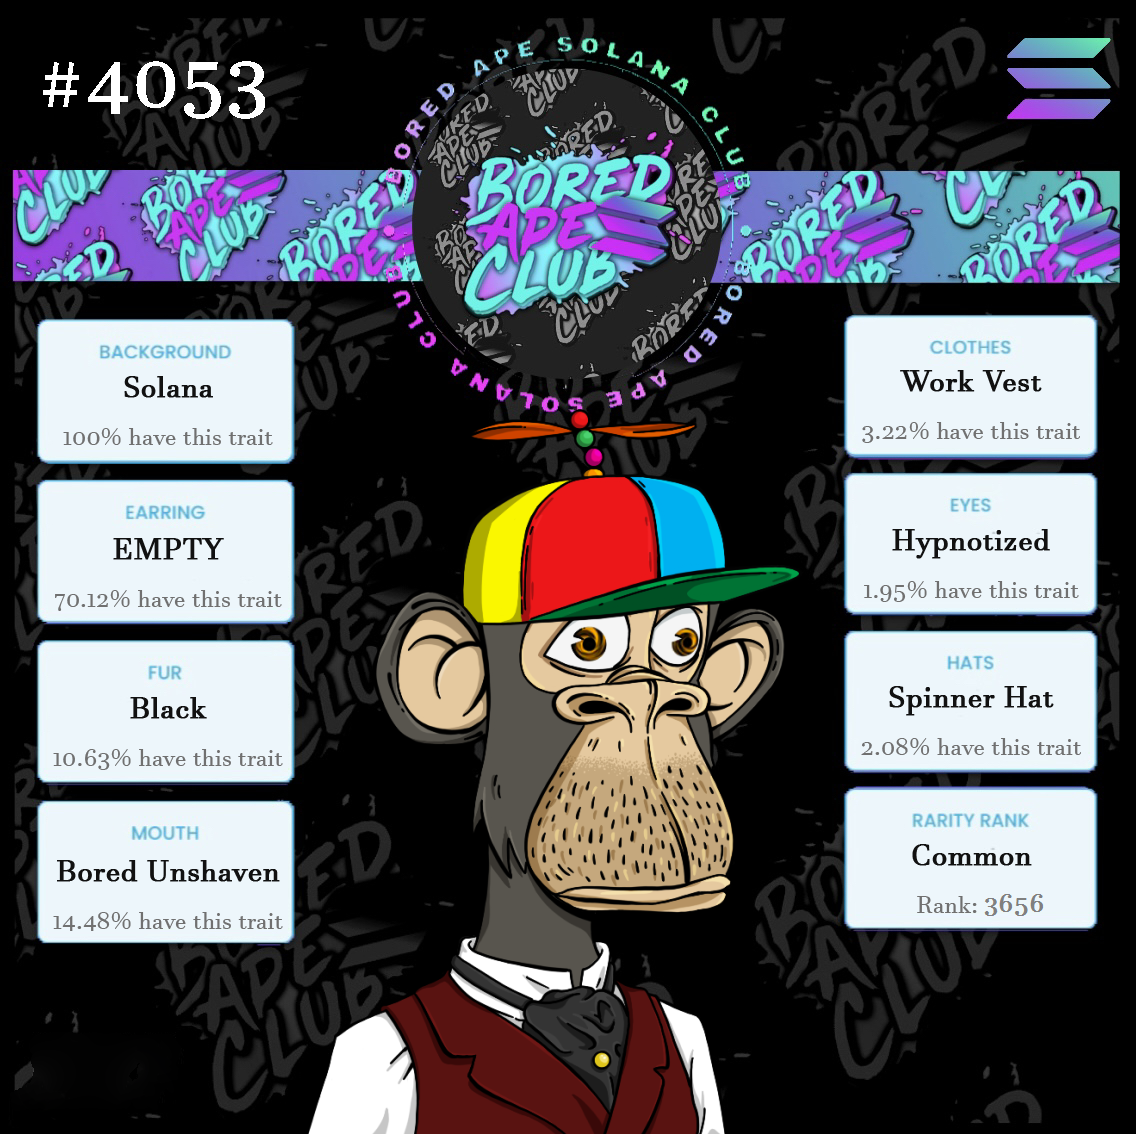 #4053
BORED APE SOLANA CLUB
BORED APE SOLANA CLUB
BORED
APE
CLUB
BACKGROUND
Solana
100% have this trait
EARRING
EMPTY
70.12% have this trait
FUR
Black
10.63% have this trait
MOUTH
Bored Unshaven
14.48% have this trait
CLOTHES
Work Vest
3.22% have this trait
EYES
Hypnotized
1.95% have this trait
HATS
Spinner Hat
2.08% have this trait
RARITY RANK
Common
Rank: 3656